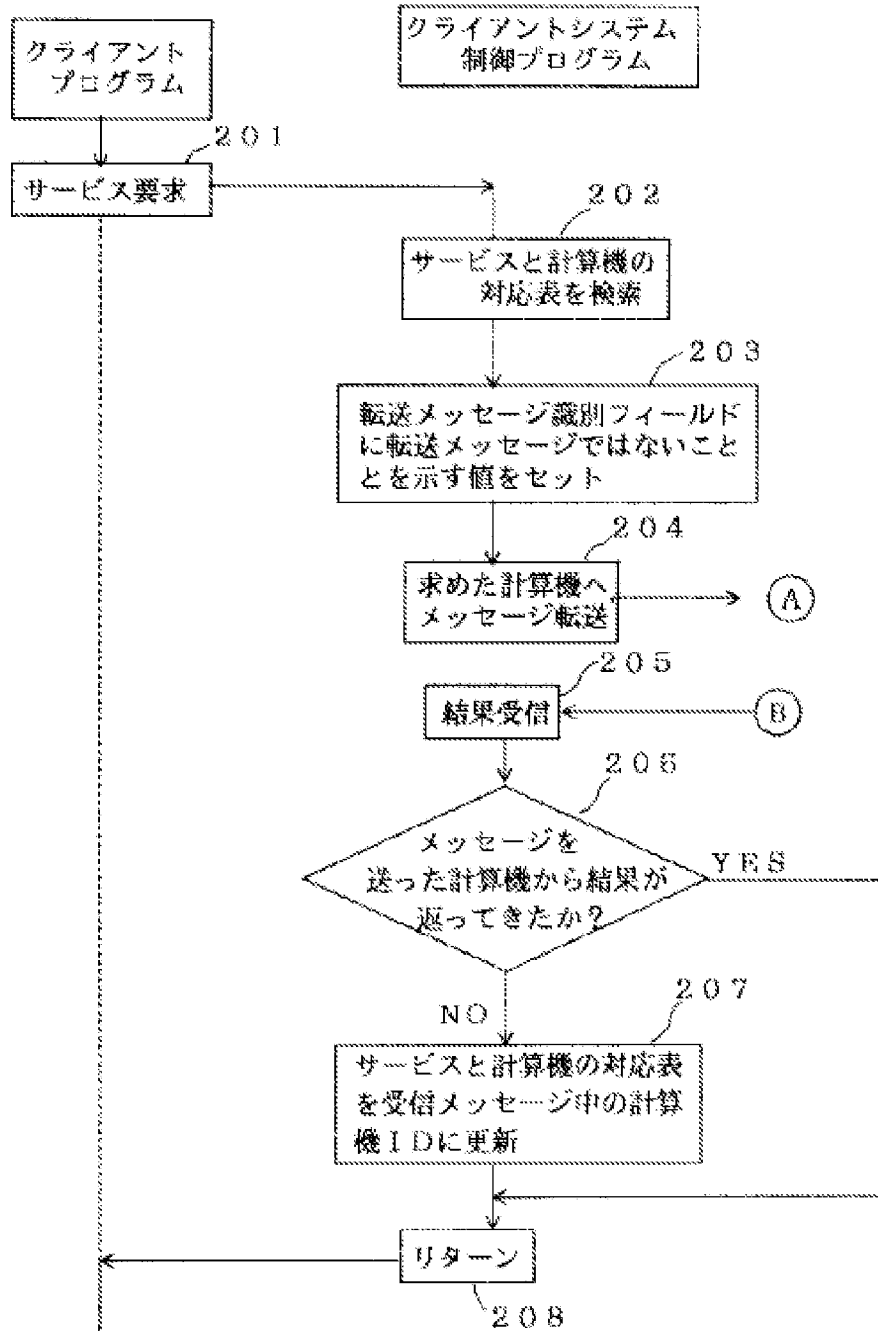 クライアント
プログラム
クライアントシステム
制御プログラム
201
サービス要求
202
サービスと計算機の
対応表を検索
203
転送メッセージ識別フィールド
に転送メッセージではないこと
とを示す値をセット
204
求めた計算機へ
メッセージ転送
A
205
結果受信
B
206
メッセージを
送った計算機から結果が
返ってきたか?
YES
NO
207
サービスと計算機の対応表
を受信メッセージ中の計算
機IDに更新
リターン
208